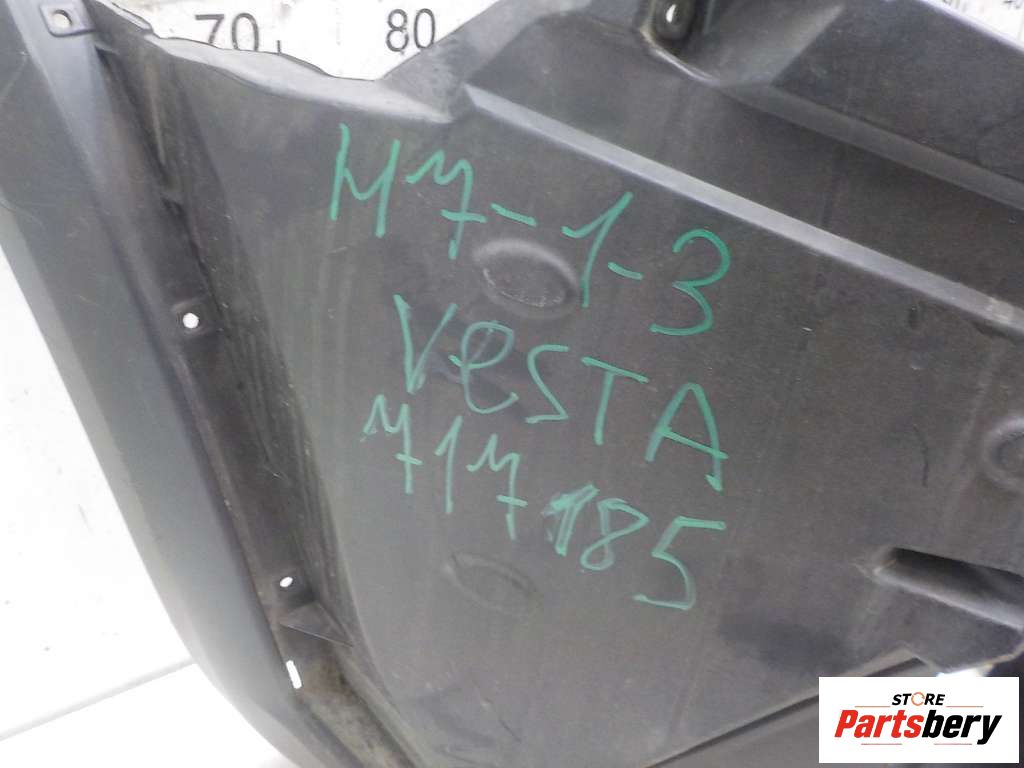 70 80
M7-1-3
VeSTA
717185
STORE
Partsbery